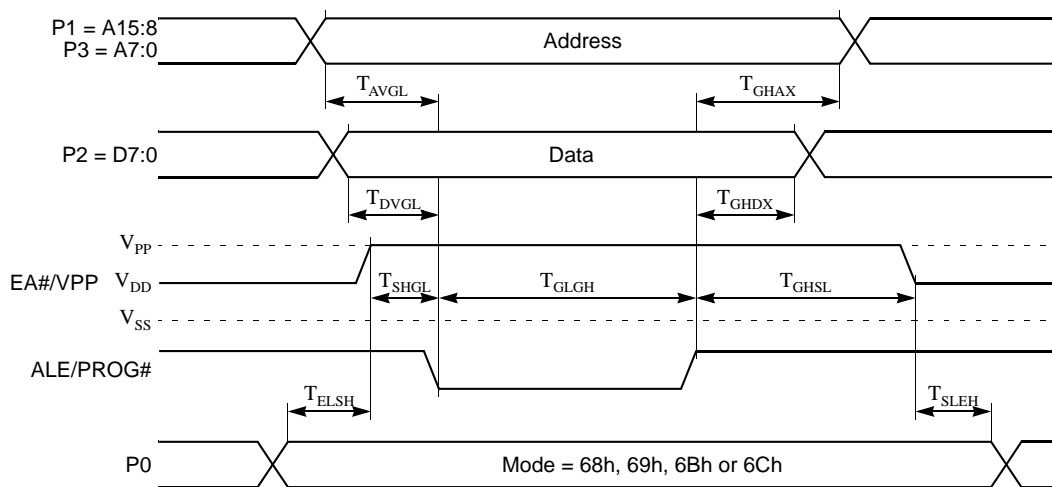 P1 = A15:8
P3 = A7:0
Address
TAVGL
TGHAX
P2 = D7:0
Data
TDVGL
TGHDX
VPP
EA#/VPP
VDD
TSHGL
TGLGH
TGHSL
VSS
ALE/PROG#
TELSH
TSLEH
P0
Mode = 68h, 69h, 6Bh or 6Ch